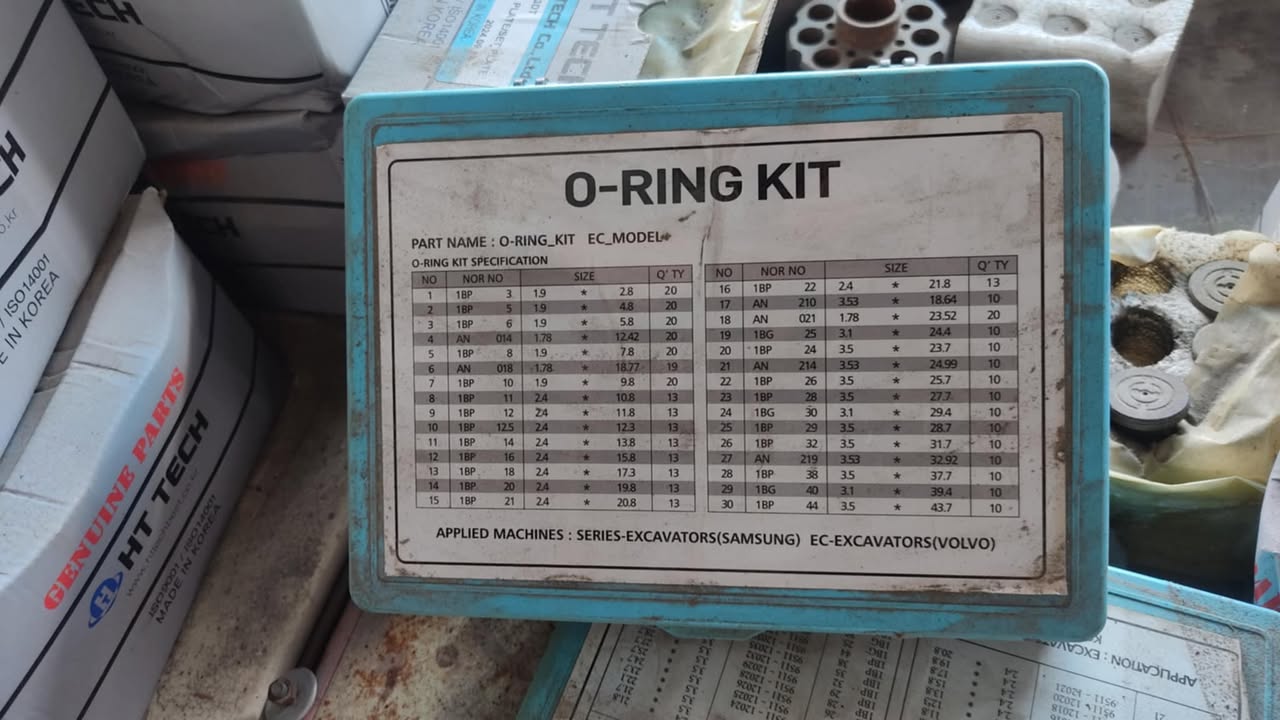 O-RING KIT
PART NAME : O-RING_KIT EC_MODEL
O-RING KIT SPECIFICATION
NO NOR NO SIZE Q' TY
1 1BP 3 1.9 * 2.8 20
2 1BP 5 1.9 * 4.8 20
3 1BP 6 1.9 * 5.8 20
4 AN 014 1.78 * 12.42 20
5 1BP 8 1.9 * 7.8 20
6 AN 018 1.78 * 18.77 19
7 1BP 10 1.9 * 9.8 20
8 1BP 11 2.4 * 10.8 13
9 1BP 12 2.4 * 11.8 13
10 1BP 12.5 2.4 * 12.3 13
11 1BP 14 2.4 * 13.8 13
12 1BP 16 2.4 * 15.8 13
13 1BP 18 2.4 * 17.3 13
14 1BP 20 2.4 * 19.8 13
15 1BP 21 2.4 * 20.8 13
NO NOR NO SIZE Q' TY
16 1BP 22 2.4 * 21.8 13
17 AN 210 3.53 * 18.64 10
18 AN 021 1.78 * 23.52 20
19 1BG 25 3.1 * 24.4 10
20 1BP 24 3.5 * 23.7 10
21 AN 214 3.53 * 24.99 10
22 1BP 26 3.5 * 25.7 10
23 1BP 28 3.5 * 27.7 10
24 1BG 30 3.1 * 29.4 10
25 1BP 29 3.5 * 28.7 10
26 1BP 32 3.5 * 31.7 10
27 AN 219 3.53 * 32.92 10
28 1BP 38 3.5 * 37.7 10
29 1BG 40 3.1 * 39.4 10
30 1BP 44 3.5 * 43.7 10
APPLIED MACHINES : SERIES-EXCAVATORS(SAMSUNG) EC-EXCAVATORS(VOLVO)
GENUINE PARTS
HT TECH
ISO9001 / ISO14001
MADE IN KOREA
ISO14001
IN KOREA
TECH
TECH Co., Ltd
APPLICATION : EXCAVA